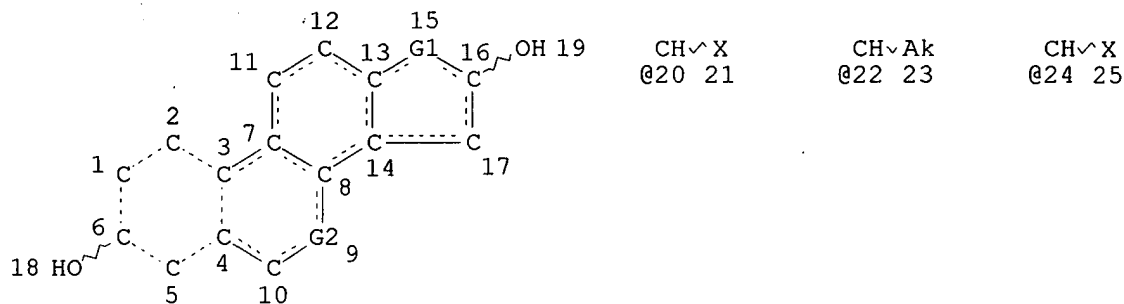 12 15
C C G1 16 OH 19 CH X CH Ak CH X
11 13 @20 21 @22 23 @24 25
C C C
2 7
C 3 C C C
1 14 17
C C C
8
6
C C G2
18 HO 4 9
C C
5 10